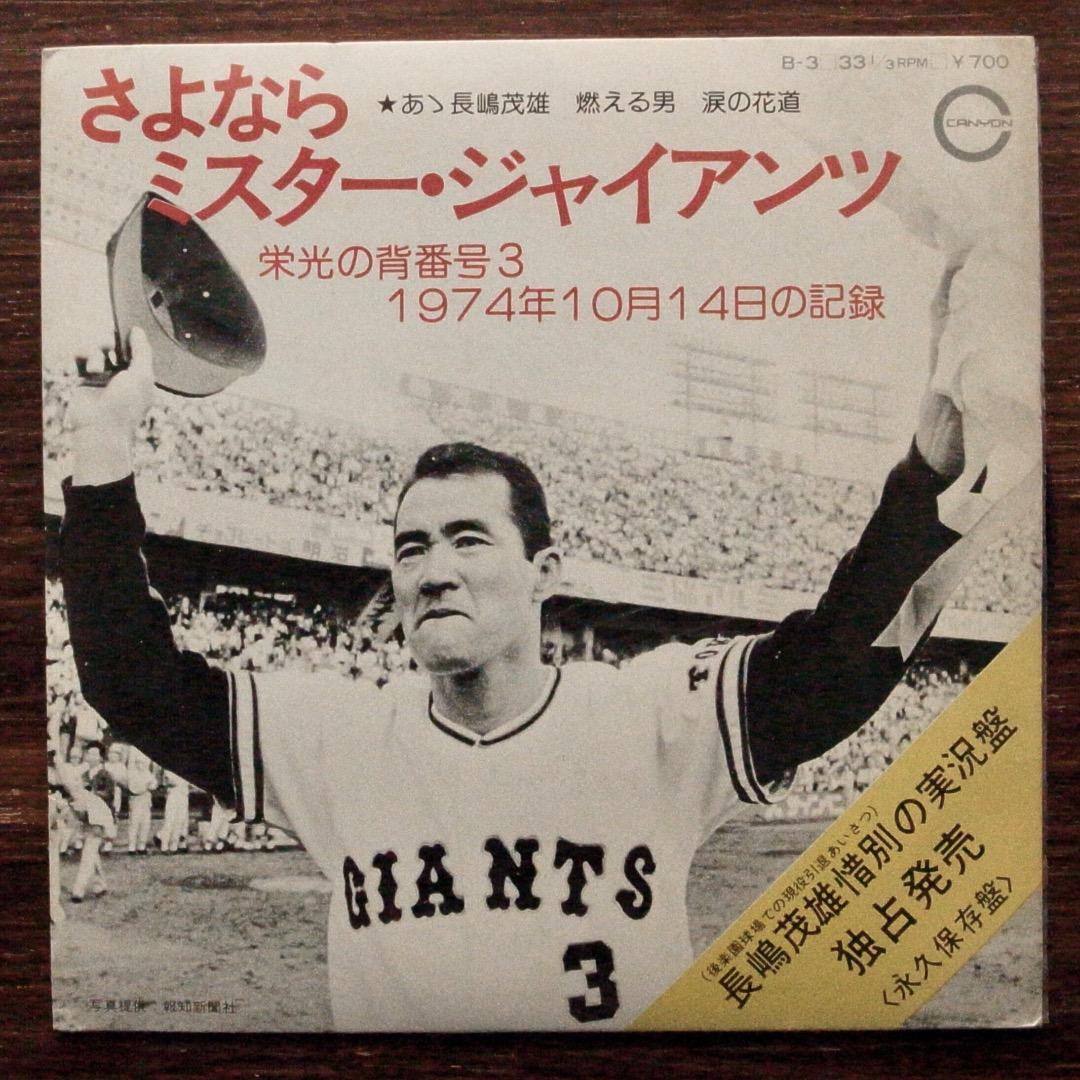 B-3 33 1/3RPM ¥700
さよなら
★あゝ長嶋茂雄 燃える男 涙の花道
CANYON
ミスター・ジャイアンツ
栄光の背番号3
1974年10月14日の記録
GIANTS
3
(後楽園球場での現役引退あいさつ)
長嶋茂雄惜別の実況盤
独占発売
〈永久保存盤〉
写真提供:報知新聞社